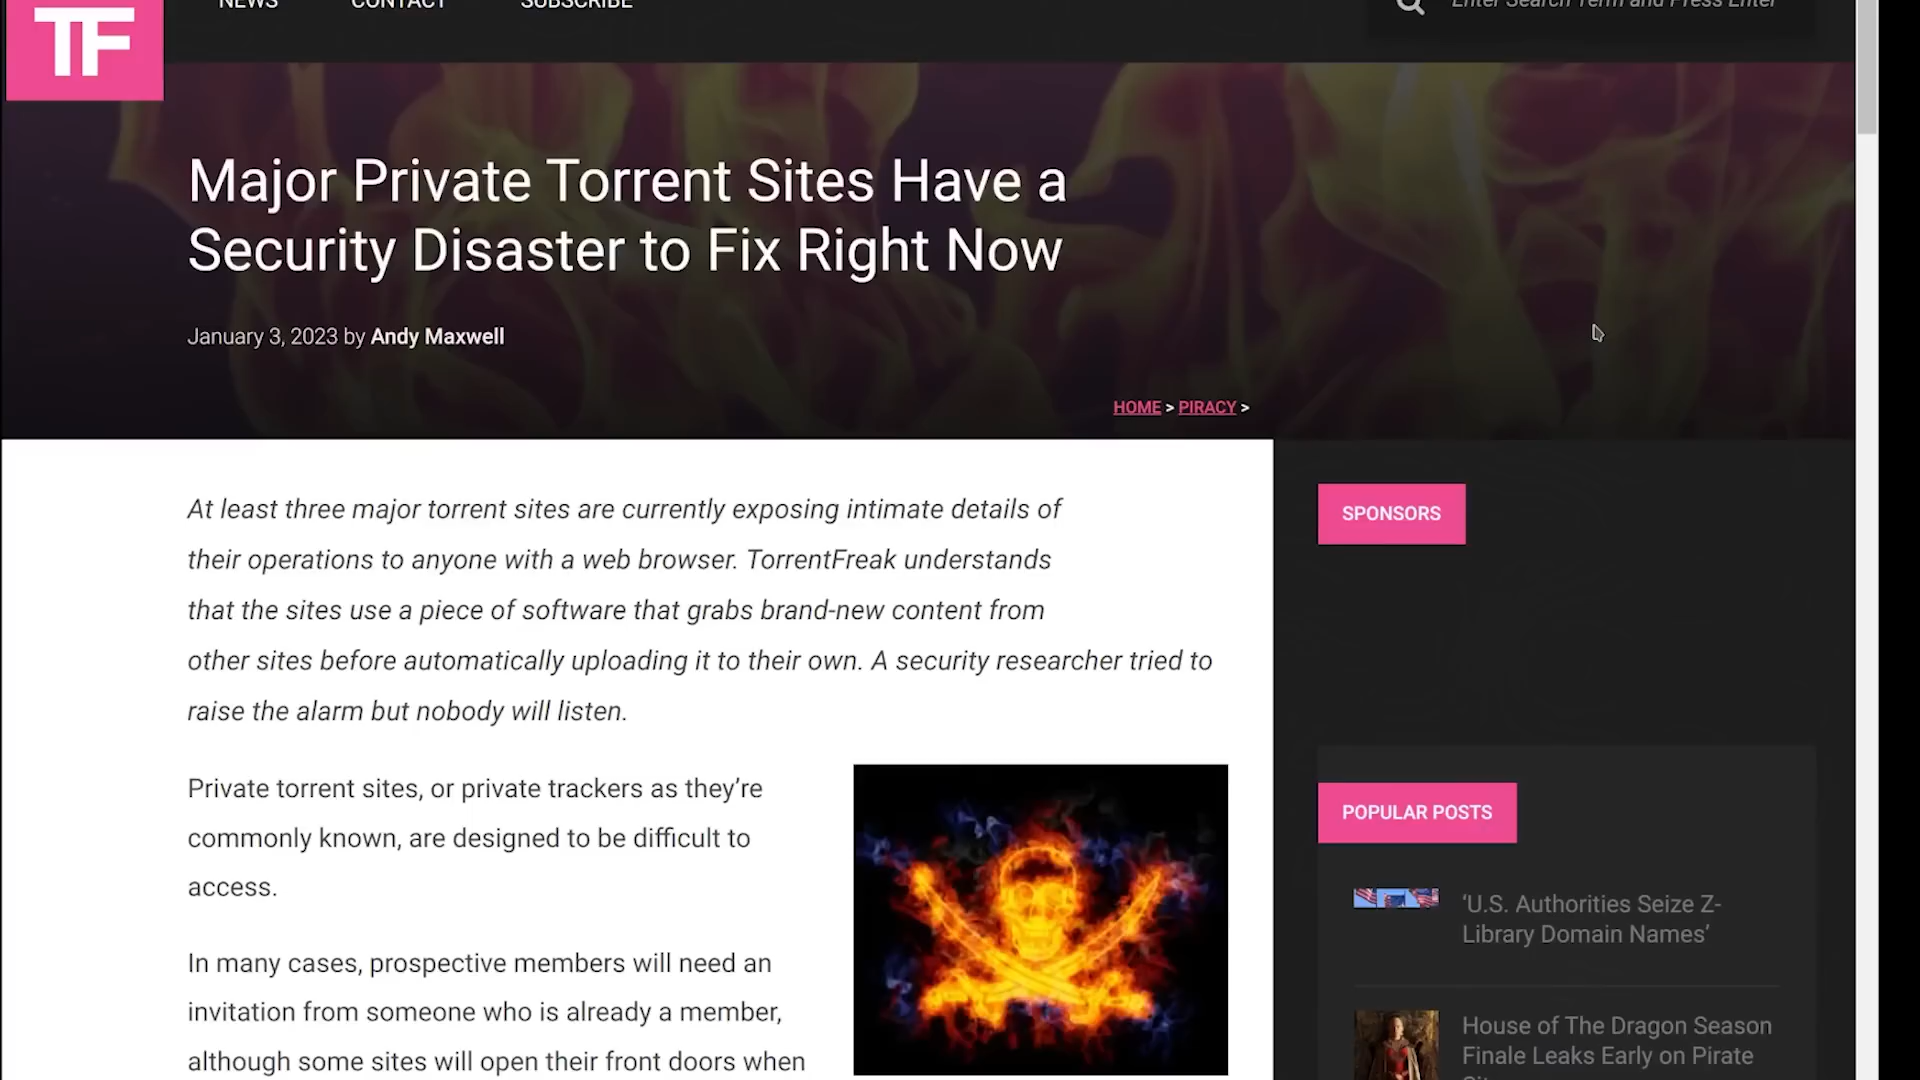 TF
NEWS
CONTACT
SUBSCRIBE
Enter Search Term and Press Enter
Major Private Torrent Sites Have a
Security Disaster to Fix Right Now
January 3, 2023 by Andy Maxwell
HOME > PIRACY >
At least three major torrent sites are currently exposing intimate details of
their operations to anyone with a web browser. TorrentFreak understands
that the sites use a piece of software that grabs brand-new content from
other sites before automatically uploading it to their own. A security researcher tried to
raise the alarm but nobody will listen.
Private torrent sites, or private trackers as they’re
commonly known, are designed to be difficult to
access.
In many cases, prospective members will need an
invitation from someone who is already a member,
although some sites will open their front doors when
SPONSORS
POPULAR POSTS
‘U.S. Authorities Seize Z-
Library Domain Names’
House of The Dragon Season
Finale Leaks Early on Pirate